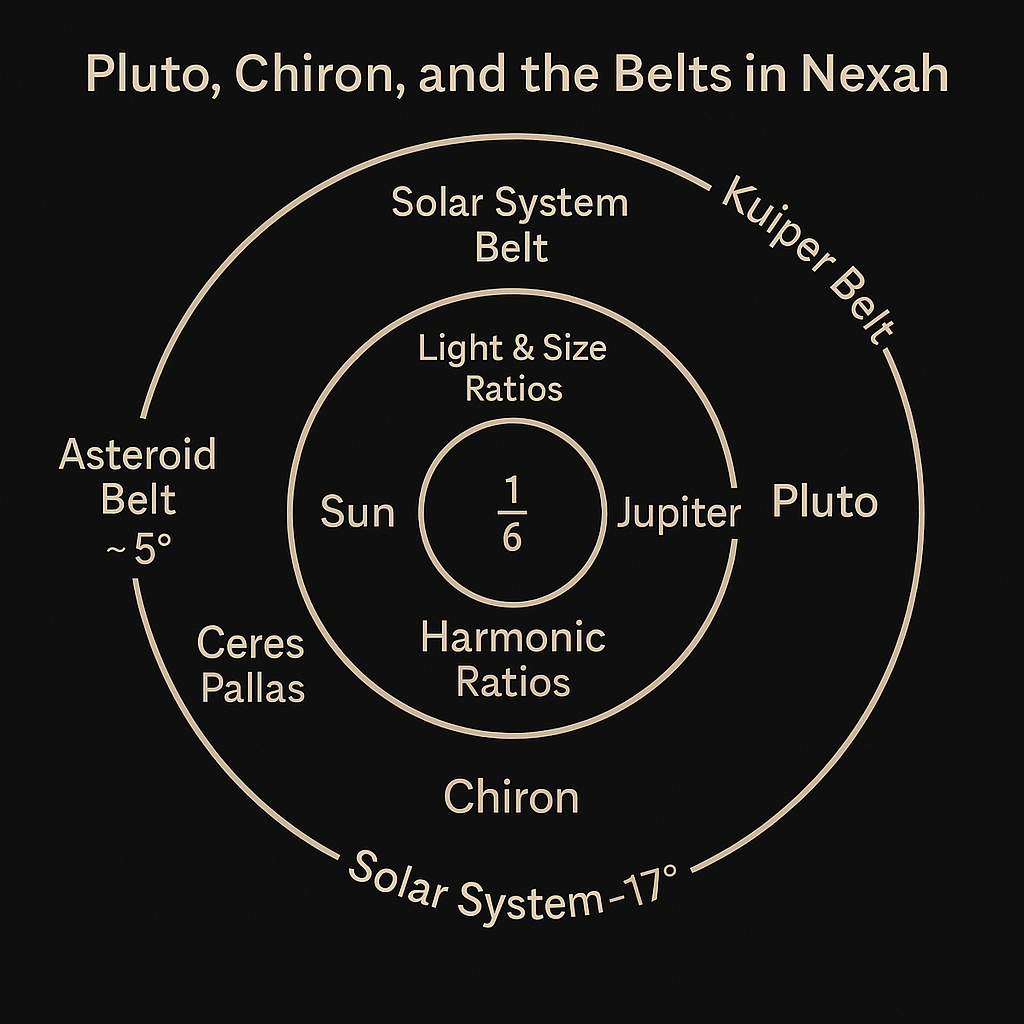 Pluto, Chiron, and the Belts in Nexah
Solar System
Belt
Kuiper Belt
Light & Size
Ratios
Asteroid
Belt
~ 5°
Sun
1
6
Jupiter
Pluto
Harmonic
Ratios
Ceres
Pallas
Chiron
Solar System–17°